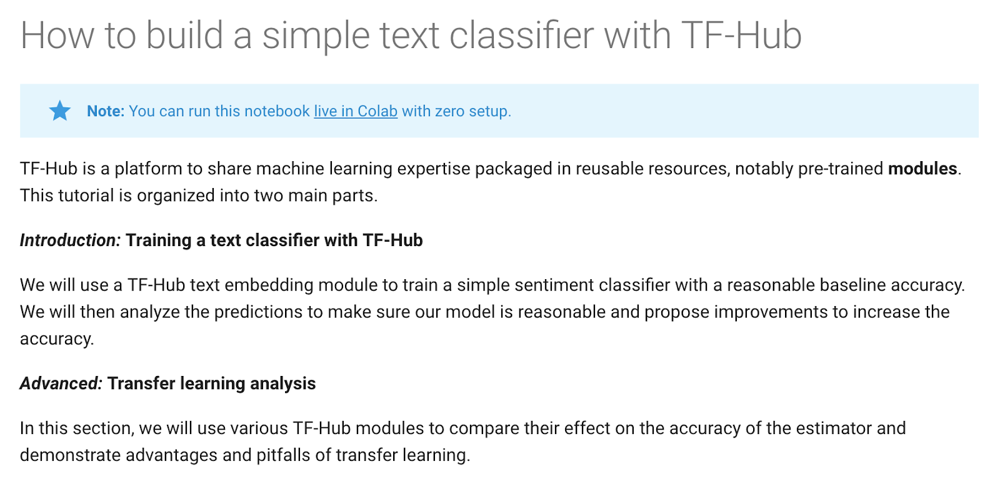 How to build a simple text classifier with TF-Hub
Note: You can run this notebook live in Colab with zero setup.
TF-Hub is a platform to share machine learning expertise packaged in reusable resources, notably pre-trained modules.
This tutorial is organized into two main parts.
Introduction: Training a text classifier with TF-Hub
We will use a TF-Hub text embedding module to train a simple sentiment classifier with a reasonable baseline accuracy.
We will then analyze the predictions to make sure our model is reasonable and propose improvements to increase the
accuracy.
Advanced: Transfer learning analysis
In this section, we will use various TF-Hub modules to compare their effect on the accuracy of the estimator and
demonstrate advantages and pitfalls of transfer learning.